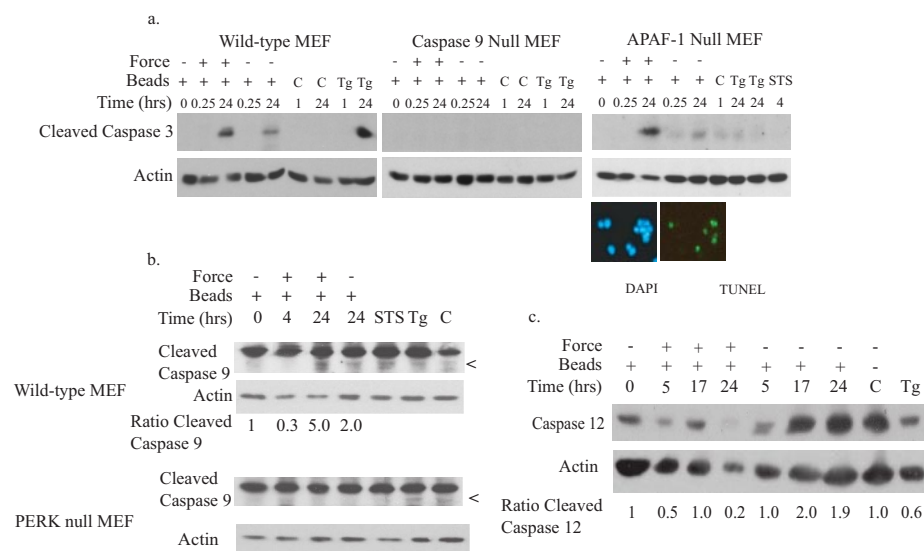 a.
Wild-type MEF
Caspase 9 Null MEF
APAF-1 Null MEF
Force - + + - - - + + - - - + + - -
Beads + + + + + C C Tg Tg + + + + + C C Tg Tg + + + + + C Tg Tg STS
Time (hrs) 0 0.25 24 0.25 24 1 24 1 24 0 0.25 24 0.25 24 1 24 1 24 0 0.25 24 0.25 24 1 24 24 4
Cleaved Caspase 3
Actin
DAPI TUNEL
b.
Force - + + -
Beads + + + +
Time (hrs) 0 4 24 24 STS Tg C
Wild-type MEF
Cleaved
Caspase 9 <
Actin
Ratio Cleaved
Caspase 9
1 0.3 5.0 2.0
PERK null MEF
Cleaved
Caspase 9 <
Actin
c.
Force - + + + - - - -
Beads + + + + + + + -
Time (hrs) 0 5 17 24 5 17 24 C Tg
Caspase 12
Actin
Ratio Cleaved
Caspase 12
1 0.5 1.0 0.2 1.0 2.0 1.9 1.0 0.6